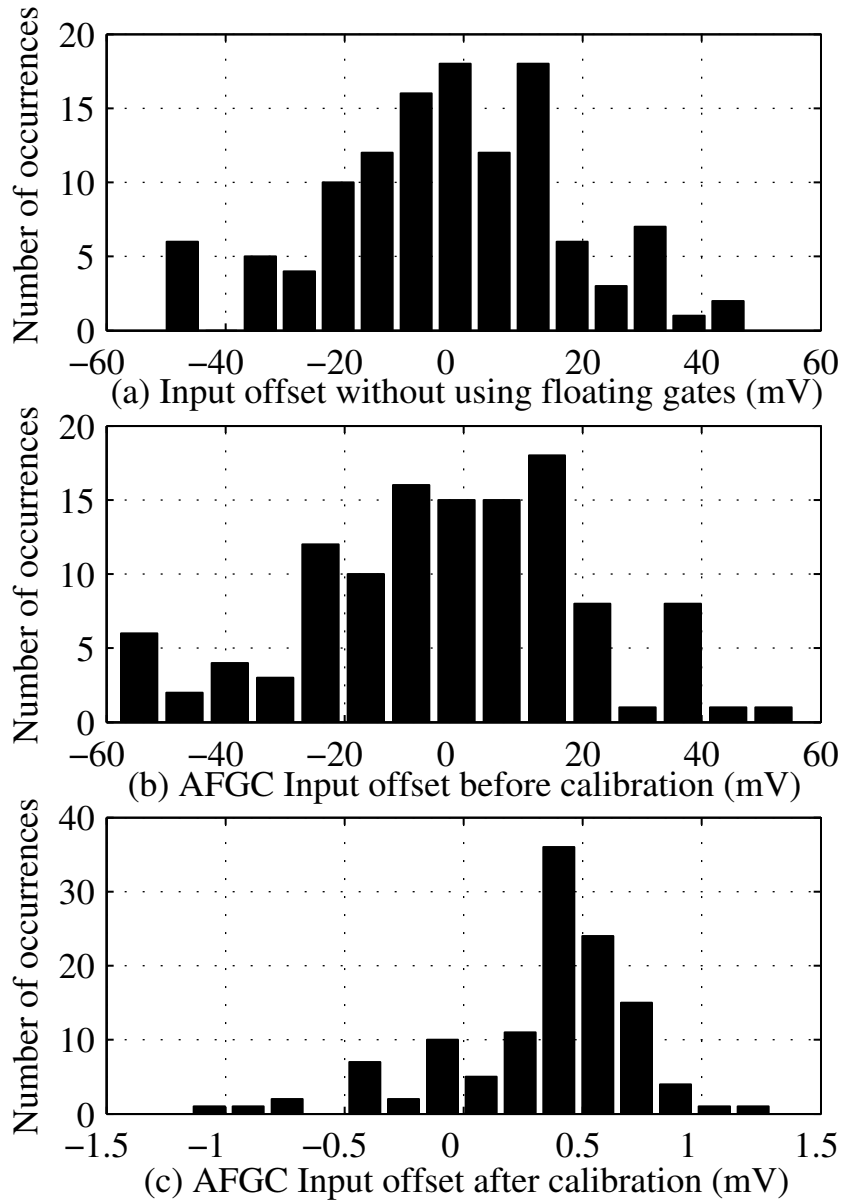 20
15
10
5
0
Number of occurrences
−60 −40 −20 0 20 40 60
(a) Input offset without using floating gates (mV)
20
15
10
5
0
Number of occurrences
−60 −40 −20 0 20 40 60
(b) AFGC Input offset before calibration (mV)
40
30
20
10
0
Number of occurrences
−1.5 −1 −0.5 0 0.5 1 1.5
(c) AFGC Input offset after calibration (mV)